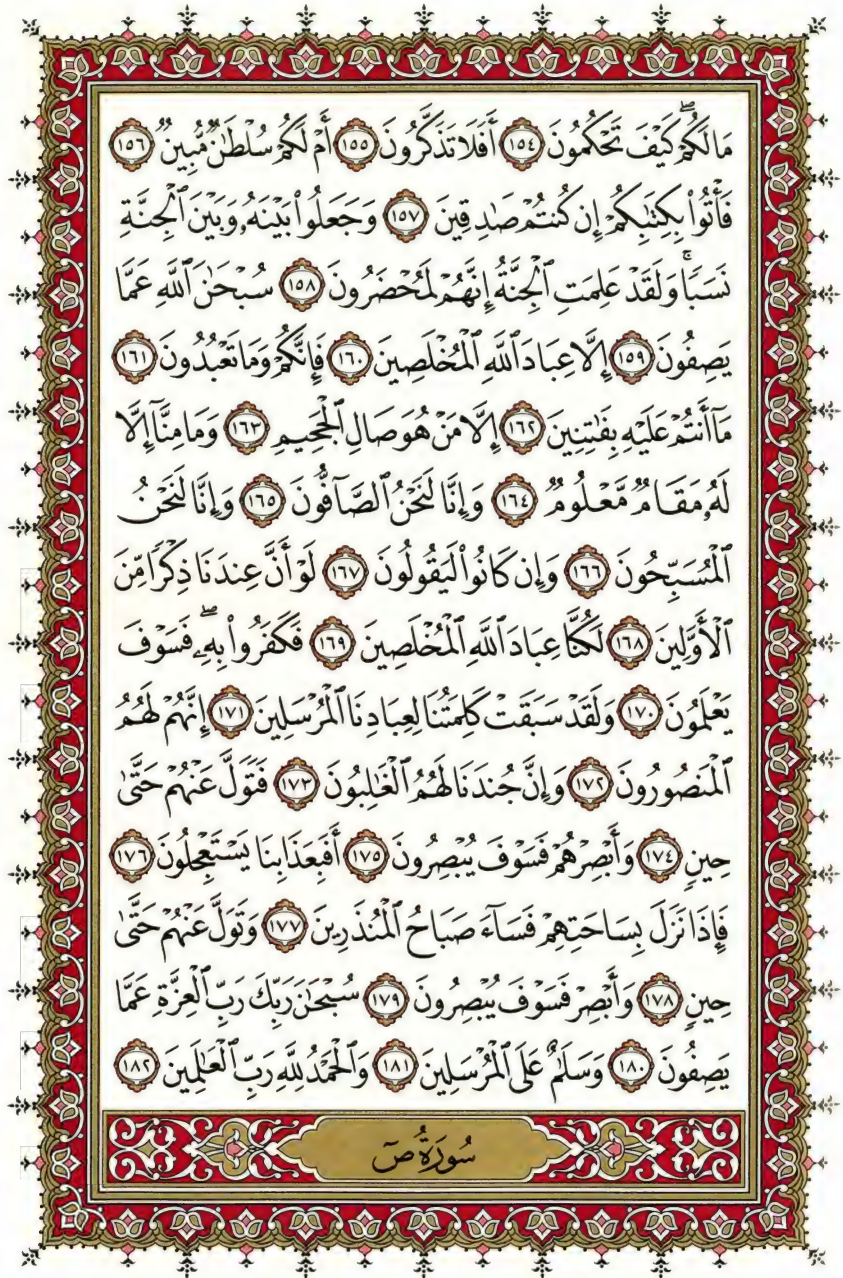 مَا لَكُمْ كَيْفَ تَحْكُمُونَ ١٥٤ أَفَلَا تَذَكَّرُونَ ١٥٥ أَمْ لَكُمْ سُلْطَٰنٌ مُّبِينٌ ١٥٦
فَأْتُوا۟ بِكِتَٰبِكُمْ إِن كُنتُمْ صَٰدِقِينَ ١٥٧ وَجَعَلُوا۟ بَيْنَهُۥ وَبَيْنَ ٱلْجِنَّةِ
نَسَبًا ۚ وَلَقَدْ عَلِمَتِ ٱلْجِنَّةُ إِنَّهُمْ لَمُحْضَرُونَ ١٥٨ سُبْحَٰنَ ٱللَّهِ عَمَّا
يَصِفُونَ ١٥٩ إِلَّا عِبَادَ ٱللَّهِ ٱلْمُخْلَصِينَ ١٦٠ فَإِنَّكُمْ وَمَا تَعْبُدُونَ ١٦١
مَآ أَنتُمْ عَلَيْهِ بِفَٰتِنِينَ ١٦٢ إِلَّا مَنْ هُوَ صَالِ ٱلْجَحِيمِ ١٦٣ وَمَا مِنَّآ إِلَّا
لَهُۥ مَقَامٌ مَّعْلُومٌ ١٦٤ وَإِنَّا لَنَحْنُ ٱلصَّآفُّونَ ١٦٥ وَإِنَّا لَنَحْنُ
ٱلْمُسَبِّحُونَ ١٦٦ وَإِن كَانُوا۟ لَيَقُولُونَ ١٦٧ لَوْ أَنَّ عِندَنَا ذِكْرًا مِّنَ
ٱلْأَوَّلِينَ ١٦٨ لَكُنَّا عِبَادَ ٱللَّهِ ٱلْمُخْلَصِينَ ١٦٩ فَكَفَرُوا۟ بِهِۦ ۖ فَسَوْفَ
يَعْلَمُونَ ١٧٠ وَلَقَدْ سَبَقَتْ كَلِمَتُنَا لِعِبَادِنَا ٱلْمُرْسَلِينَ ١٧١ إِنَّهُمْ لَهُمُ
ٱلْمَنصُورُونَ ١٧٢ وَإِنَّ جُندَنَا لَهُمُ ٱلْغَٰلِبُونَ ١٧٣ فَتَوَلَّ عَنْهُمْ حَتَّىٰ
حِينٍ ١٧٤ وَأَبْصِرْهُمْ فَسَوْفَ يُبْصِرُونَ ١٧٥ أَفَبِعَذَابِنَا يَسْتَعْجِلُونَ ١٧٦
فَإِذَا نَزَلَ بِسَاحَتِهِمْ فَسَآءَ صَبَاحُ ٱلْمُنذَرِينَ ١٧٧ وَتَوَلَّ عَنْهُمْ حَتَّىٰ
حِينٍ ١٧٨ وَأَبْصِرْ فَسَوْفَ يُبْصِرُونَ ١٧٩ سُبْحَٰنَ رَبِّكَ رَبِّ ٱلْعِزَّةِ عَمَّا
يَصِفُونَ ١٨٠ وَسَلَٰمٌ عَلَى ٱلْمُرْسَلِينَ ١٨١ وَٱلْحَمْدُ لِلَّهِ رَبِّ ٱلْعَٰلَمِينَ ١٨٢
سُورَةُ صٓ